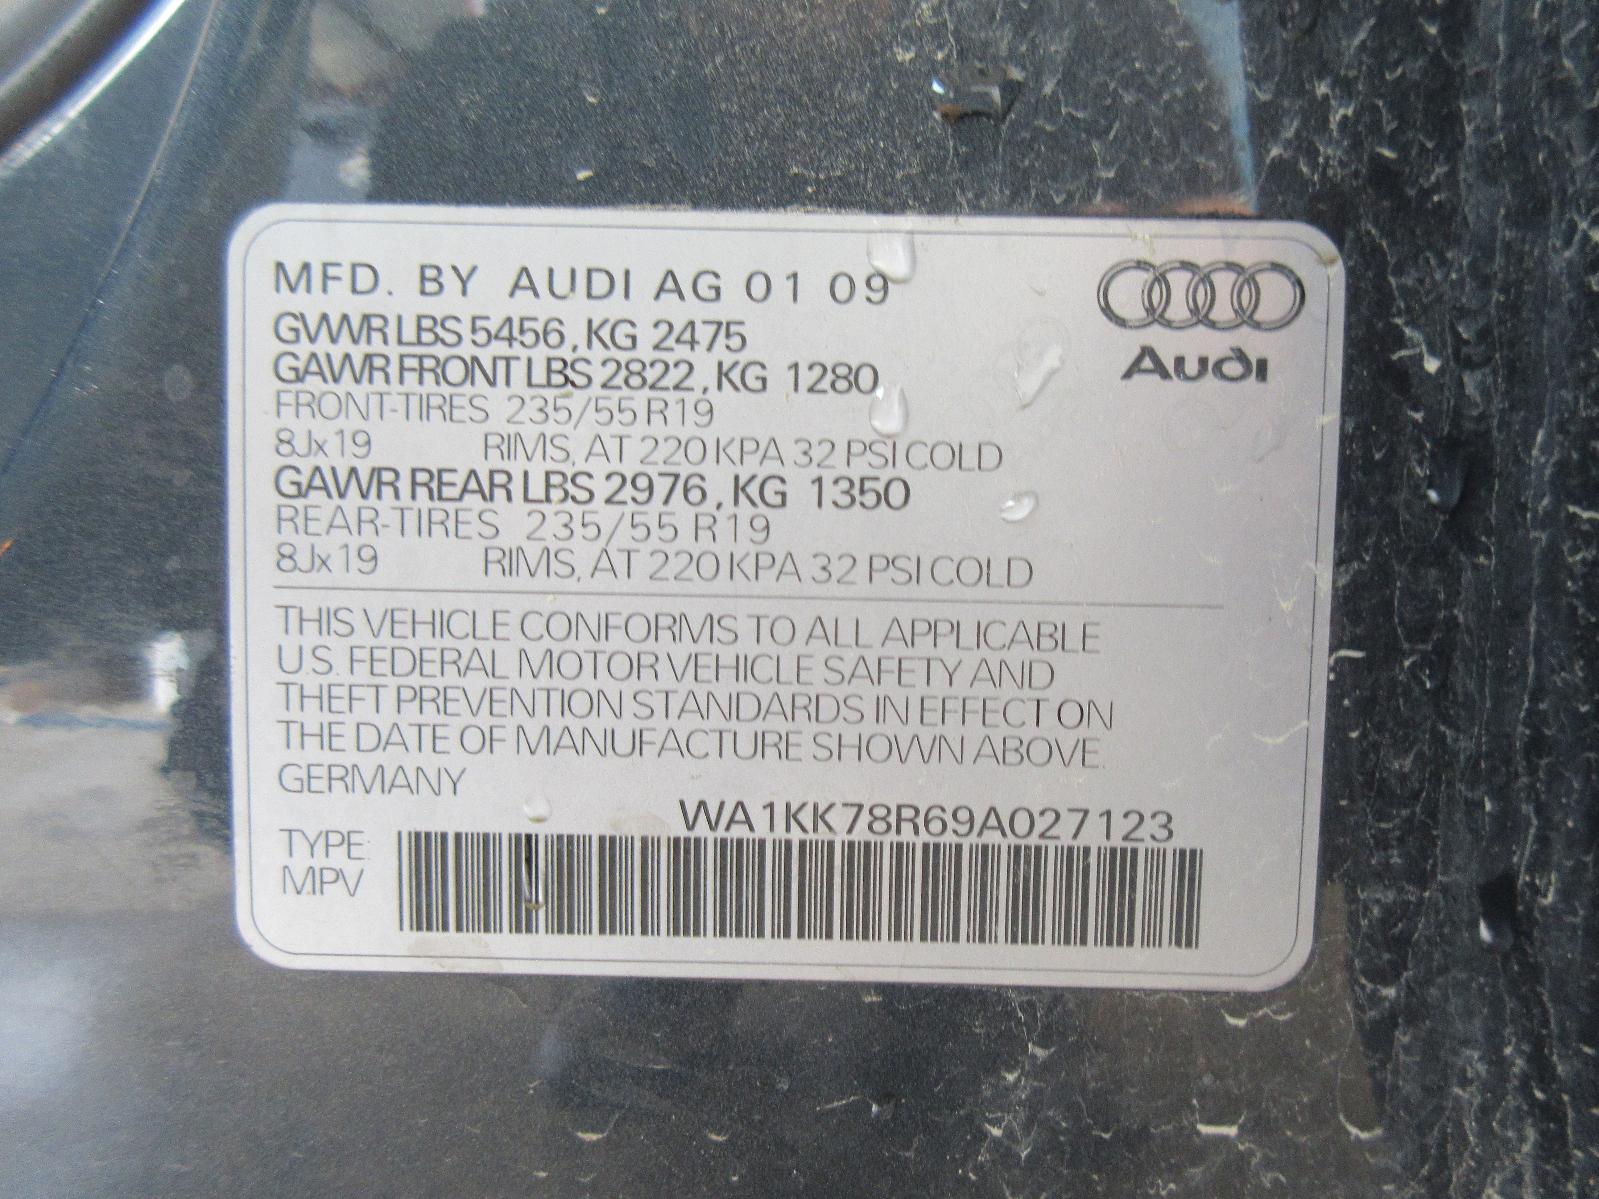 MFD. BY AUDI AG 01 09
GVWR LBS 5456, KG 2475
GAWR FRONT LBS 2822, KG 1280
FRONT-TIRES 235/55 R19
8Jx19 RIMS, AT 220 KPA 32 PSI COLD
GAWR REAR LBS 2976, KG 1350
REAR-TIRES 235/55 R19
8Jx19 RIMS, AT 220 KPA 32 PSI COLD
Audi
THIS VEHICLE CONFORMS TO ALL APPLICABLE
U.S. FEDERAL MOTOR VEHICLE SAFETY AND
THEFT PREVENTION STANDARDS IN EFFECT ON
THE DATE OF MANUFACTURE SHOWN ABOVE.
GERMANY
WA1KK78R69A027123
TYPE:
M.P.V